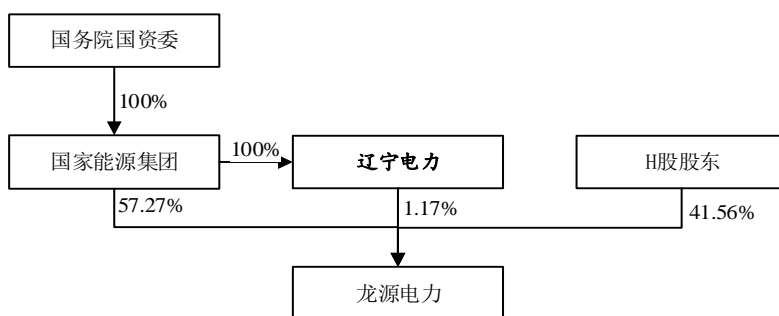 国务院国资委
100%
国家能源集团
100%
辽宁电力
H股股东
57.27%
1.17%
41.56%
龙源电力